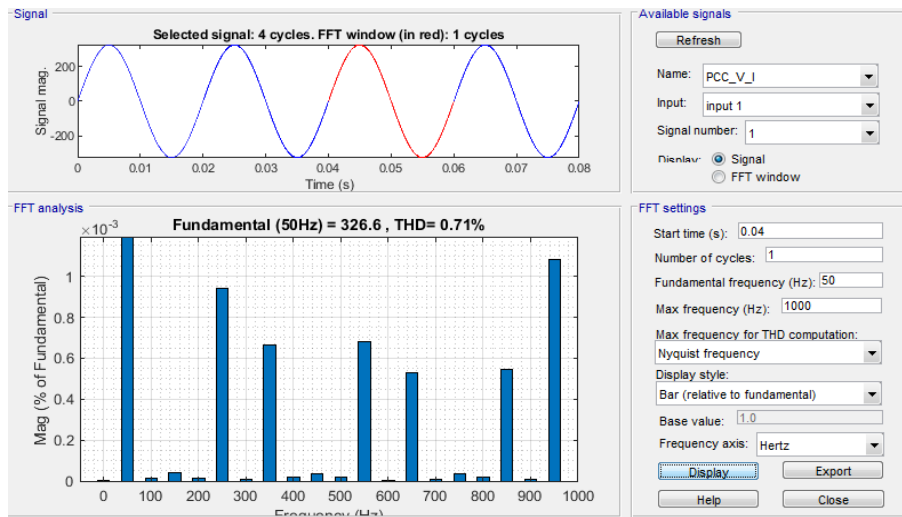 Signal
Selected signal: 4 cycles. FFT window (in red): 1 cycles
200
0
-200
Signal mag.
0 0.01 0.02 0.03 0.04 0.05 0.06 0.07 0.08
Time (s)
Available signals
Refresh
Name: PCC_V_I
Input: input 1
Signal number: 1
Display: Signal
FFT window
FFT analysis
×10⁻³
Fundamental (50Hz) = 326.6 , THD= 0.71%
1
0.8
0.6
0.4
0.2
0
Mag (% of Fundamental)
0 100 200 300 400 500 600 700 800 900 1000
Frequency (Hz)
FFT settings
Start time (s): 0.04
Number of cycles: 1
Fundamental frequency (Hz): 50
Max frequency (Hz): 1000
Max frequency for THD computation:
Nyquist frequency
Display style:
Bar (relative to fundamental)
Base value: 1.0
Frequency axis: Hertz
Display Export
Help Close